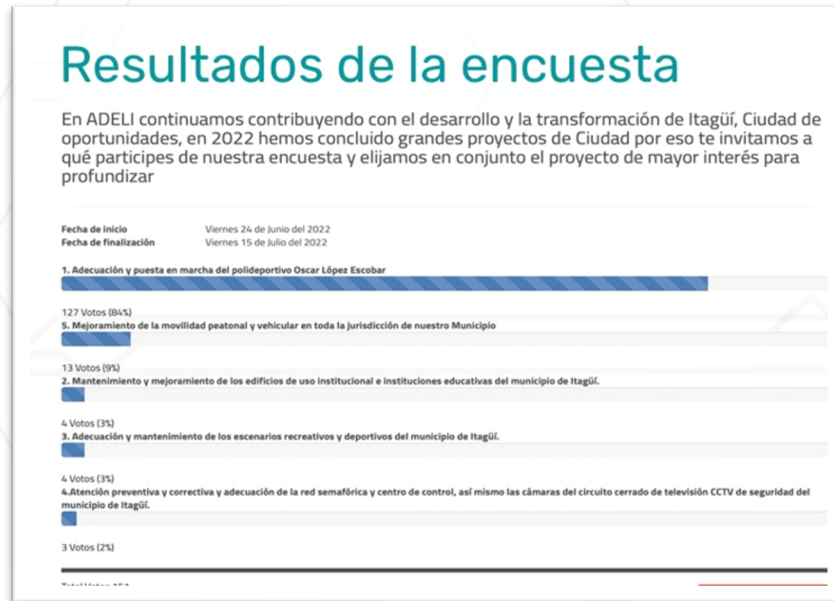 Resultados de la encuesta
En ADELI continuamos contribuyendo con el desarrollo y la transformación de Itagüí, Ciudad de
oportunidades, en 2022 hemos concluido grandes proyectos de Ciudad por eso te invitamos a
qué participes de nuestra encuesta y elijamos en conjunto el proyecto de mayor interés para
profundizar
Fecha de inicio Viernes 24 de Junio del 2022
Fecha de finalización Viernes 15 de Julio del 2022
1. Adecuación y puesta en marcha del polideportivo Oscar López Escobar
127 Votos (84%)
5. Mejoramiento de la movilidad peatonal y vehicular en toda la jurisdicción de nuestro Municipio
13 Votos (9%)
2. Mantenimiento y mejoramiento de los edificios de uso institucional e instituciones educativas del municipio de Itagüí.
4 Votos (3%)
3. Adecuación y mantenimiento de los escenarios recreativos y deportivos del municipio de Itagüí.
4 Votos (3%)
4.Atención preventiva y correctiva y adecuación de la red semafórica y centro de control, así mismo las cámaras del circuito cerrado de televisión CCTV de seguridad del
municipio de Itagüí.
3 Votos (2%)